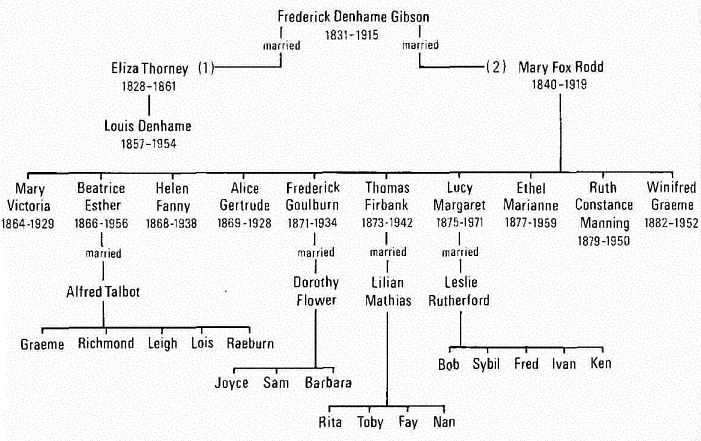 Frederick Denhame Gibson
1831-1915
married married
Eliza Thorney (1) (2) Mary Fox Rodd
1828-1861 1840-1919
Louis Denhame
1857-1954
Mary Beatrice Helen Alice Frederick Thomas Lucy Ethel Ruth Winifred
Victoria Esther Fanny Gertrude Goulburn Firbank Margaret Marianne Constance Graeme
1864-1929 1866-1956 1868-1938 1869-1928 1871-1934 1873-1942 1875-1971 1877-1959 Manning 1882-1952
1879-1950
married married married married
Alfred Talbot Dorothy Lilian Leslie
Flower Mathias Rutherford
Graeme Richmond Leigh Lois Raeburn
Bob Sybil Fred Ivan Ken
Joyce Sam Barbara
Rita Toby Fay Nan